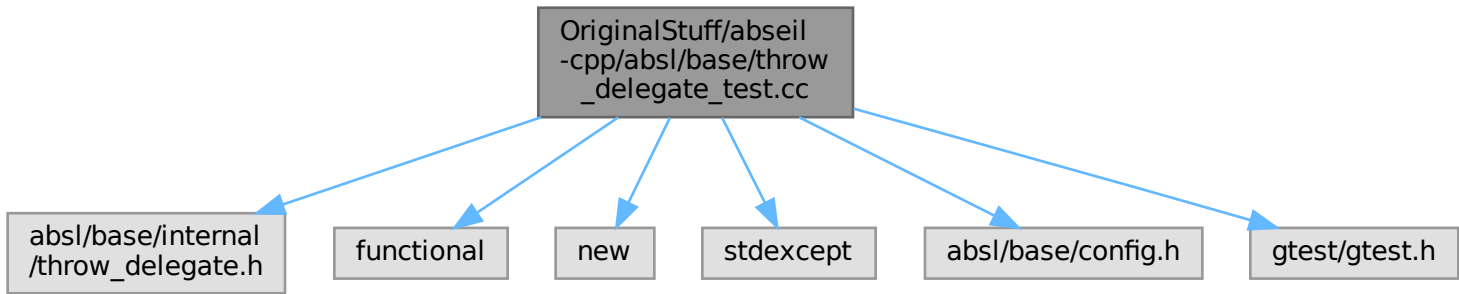 OriginalStuff/abseil
-cpp/absl/base/throw
_delegate_test.cc
absl/base/internal
/throw_delegate.h
functional
new
stdexcept
absl/base/config.h
gtest/gtest.h